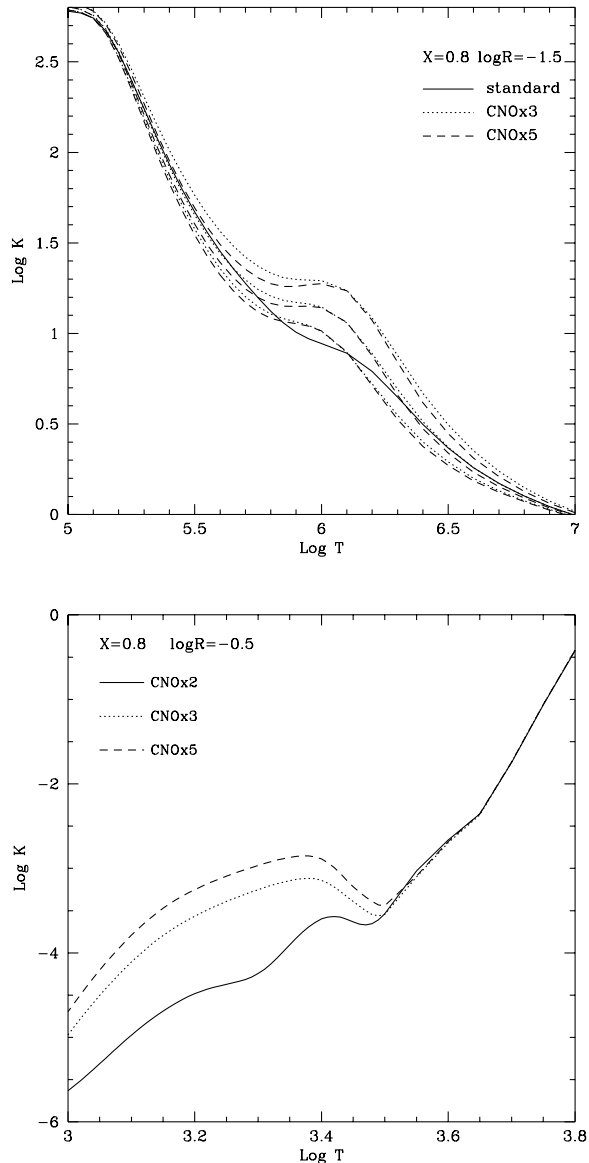 X=0.8 logR=−1.5
standard
CNOx3
CNOx5
2.5
2
1.5
1
0.5
0
Log K
5
5.5
6
6.5
7
Log T
X=0.8 logR=−0.5
CNOx2
CNOx3
CNOx5
0
−2
−4
−6
Log K
3
3.2
3.4
3.6
3.8
Log T